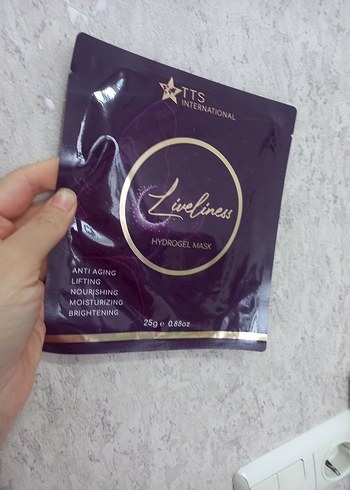 TTS
INTERNATIONAL
Liveliness
HYDROGEL MASK
ANTI AGING
LIFTING
NOURISHING
MOISTURIZING
BRIGHTENING
25g e 0.88oz